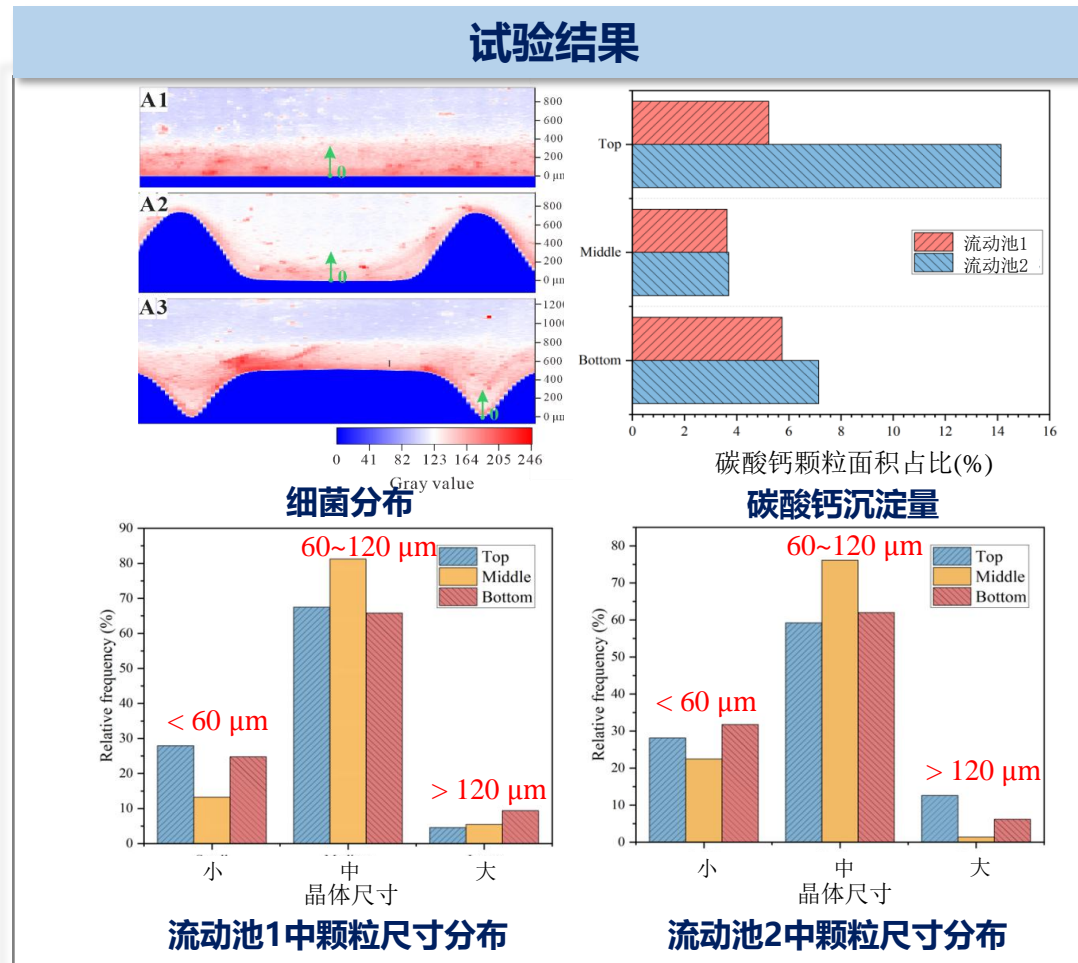 试验结果
A1
800
600
400
200
0 μm
0
A2
800
600
400
200
0 μm
0
A3
1200
1000
800
600
400
200
0 μm
0
0 41 82 123 164 205 246
Gray value
细菌分布
Top
Middle
Bottom
流动池1
流动池2
0 2 4 6 8 10 12 14 16
碳酸钙颗粒面积占比(%)
碳酸钙沉淀量
Relative frequency (%)
90
80
70
60
50
40
30
20
10
0
< 60 μm
60~120 μm
> 120 μm
Top
Middle
Bottom
小 中 大
晶体尺寸
流动池1中颗粒尺寸分布
Relative frequency (%)
80
70
60
50
40
30
20
10
0
< 60 μm
60~120 μm
> 120 μm
Top
Middle
Bottom
小 中 大
晶体尺寸
流动池2中颗粒尺寸分布